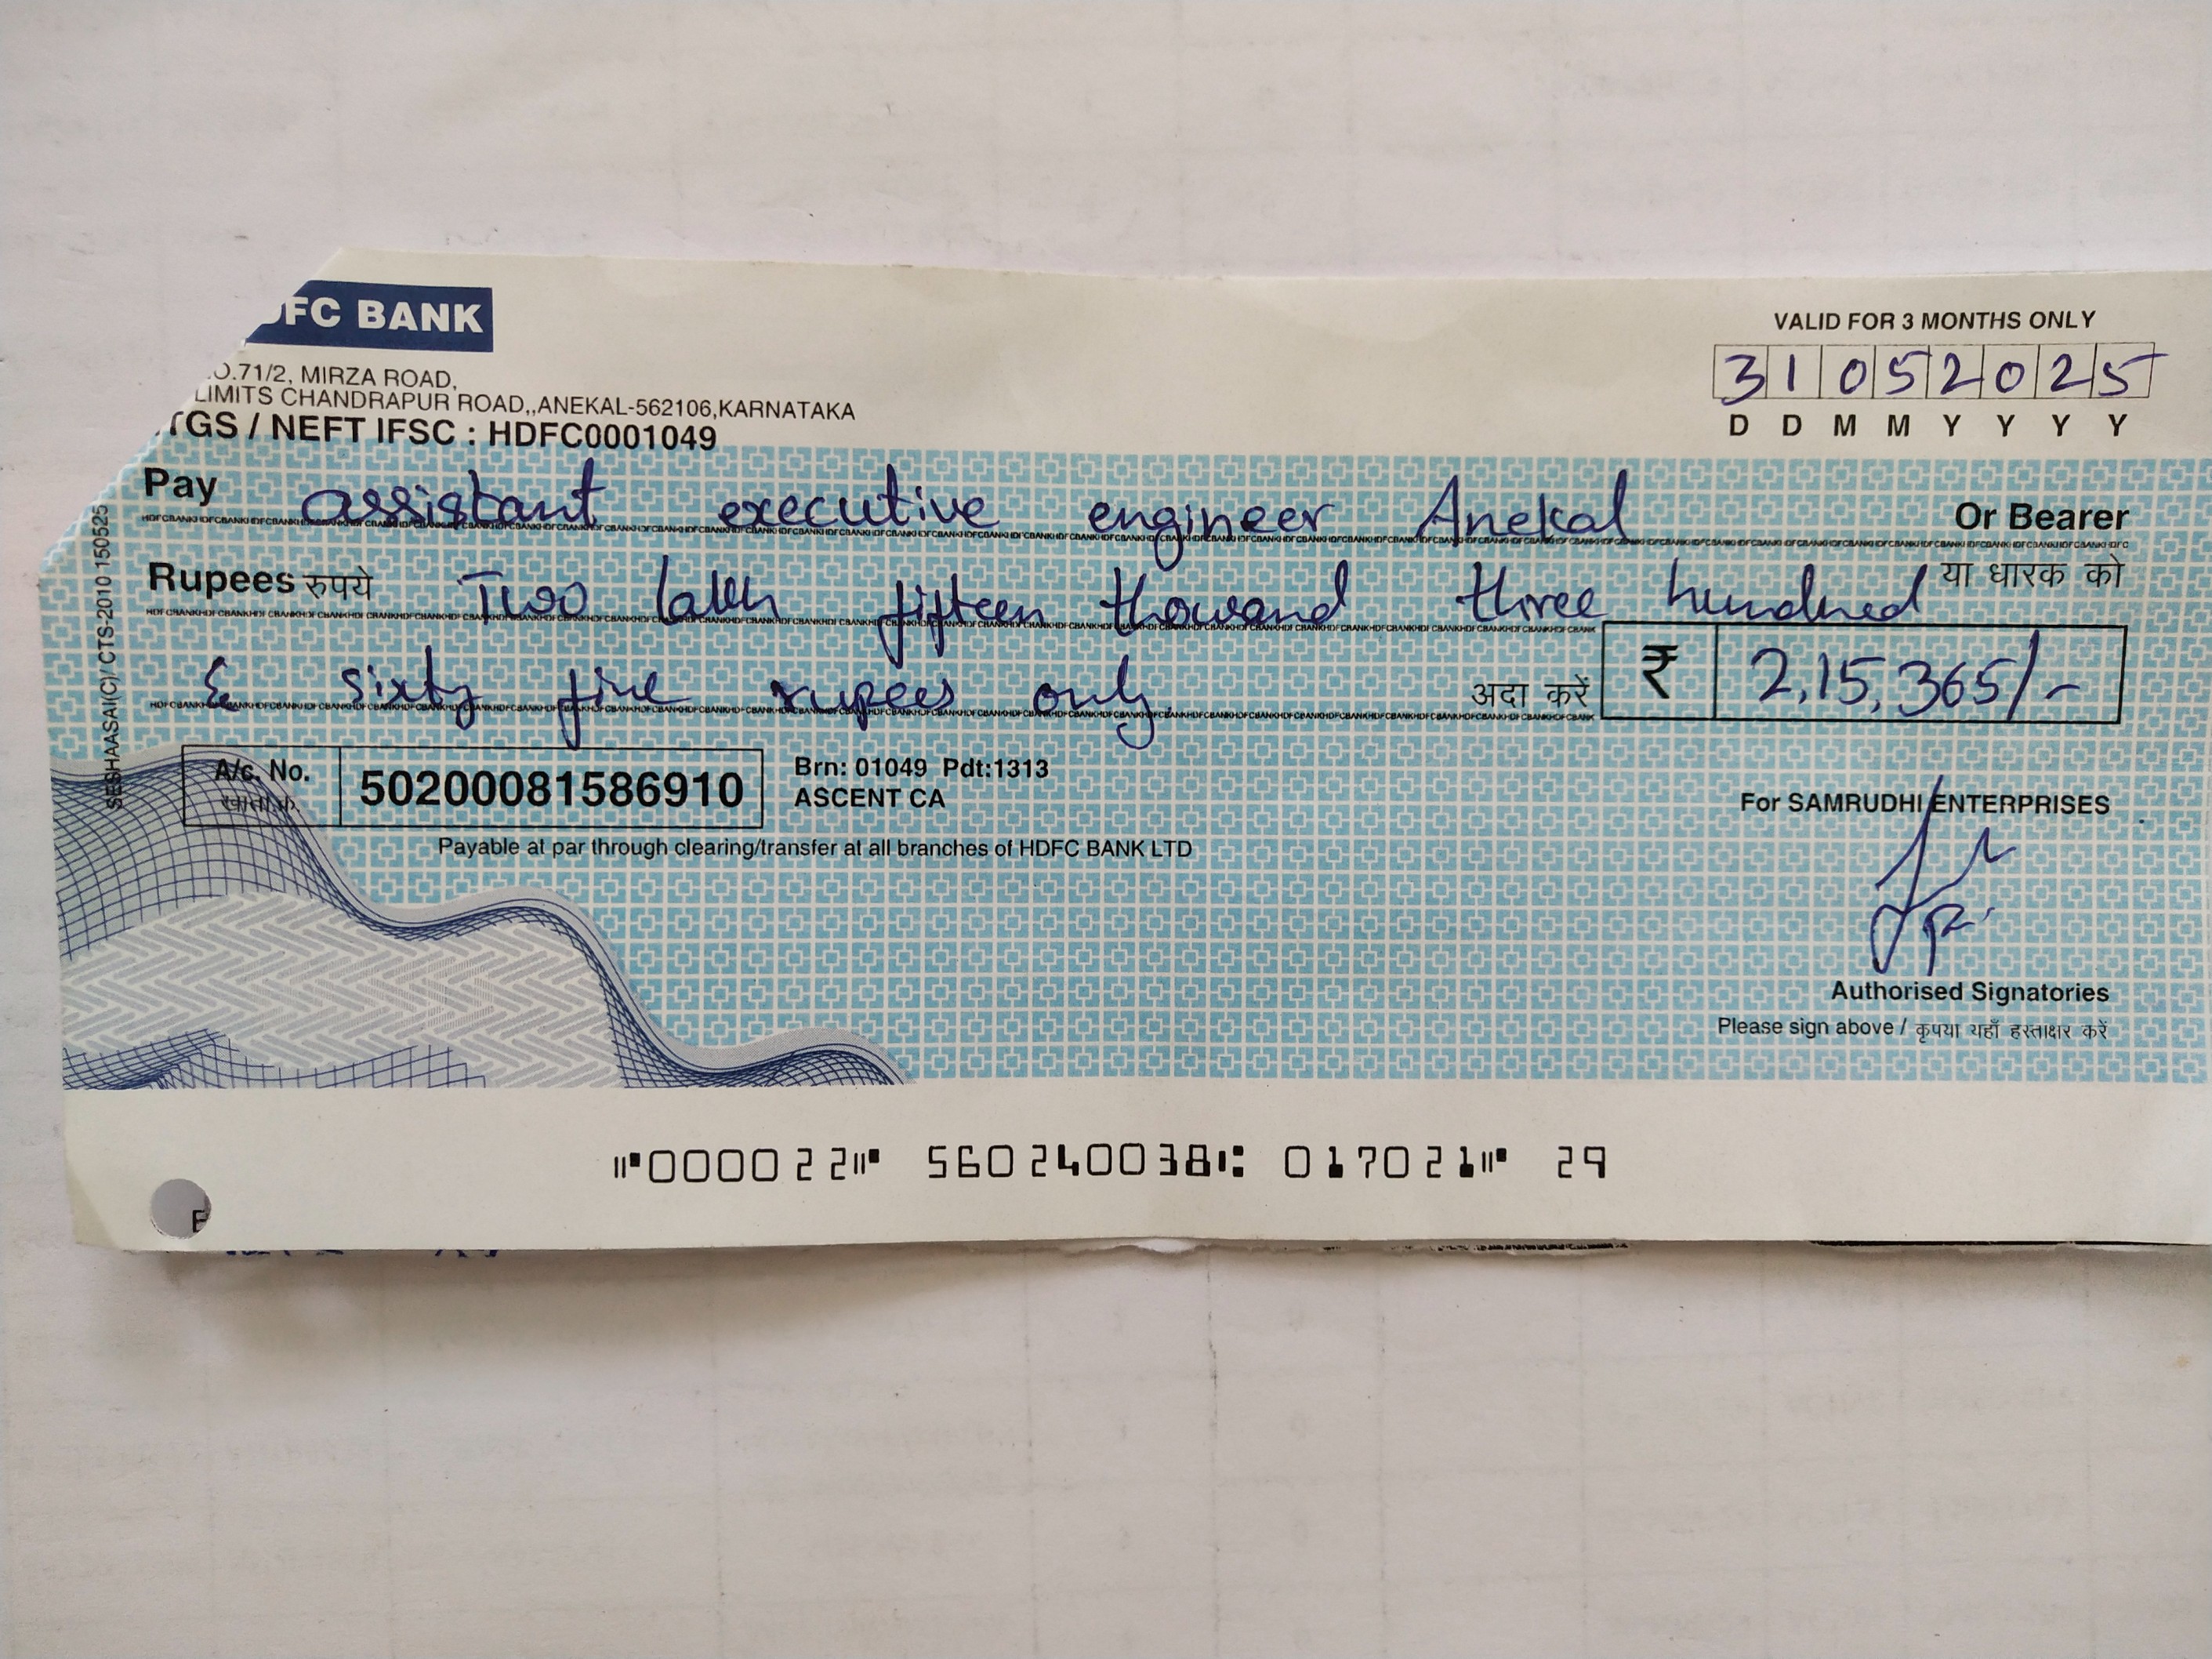 DFC BANK
O.71/2, MIRZA ROAD,
LIMITS CHANDRAPUR ROAD,,ANEKAL-562106,KARNATAKA
TGS / NEFT IFSC : HDFC0001049
VALID FOR 3 MONTHS ONLY
31052025
D D M M Y Y Y Y
Pay assistant executive engineer Anekal Or Bearer
या धारक को
Rupees रुपये Two lakh fifteen thousand three hundred
& sixty five rupees only. अदा करें ₹ 2,15,365/-
A/c. No. 50200081586910
खाता क्र.
Brn: 01049 Pdt:1313
ASCENT CA
Payable at par through clearing/transfer at all branches of HDFC BANK LTD
For SAMRUDHI ENTERPRISES
Authorised Signatories
Please sign above / कृपया यहाँ हस्ताक्षर करें
SESHAASAI(C)/ CTS-2010 150525
⑈000022⑈ 560240038⑆ 017021⑈ 29